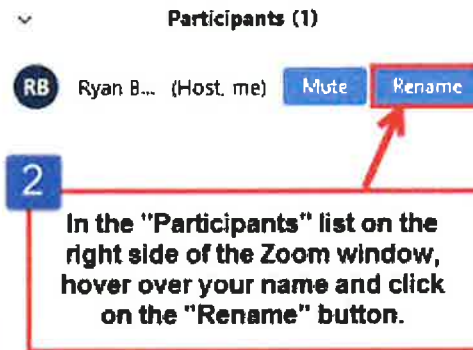 Participants (1)
RB Ryan B... (Host, me) Mute Rename
2
In the "Participants" list on the
right side of the Zoom window,
hover over your name and click
on the "Rename" button.